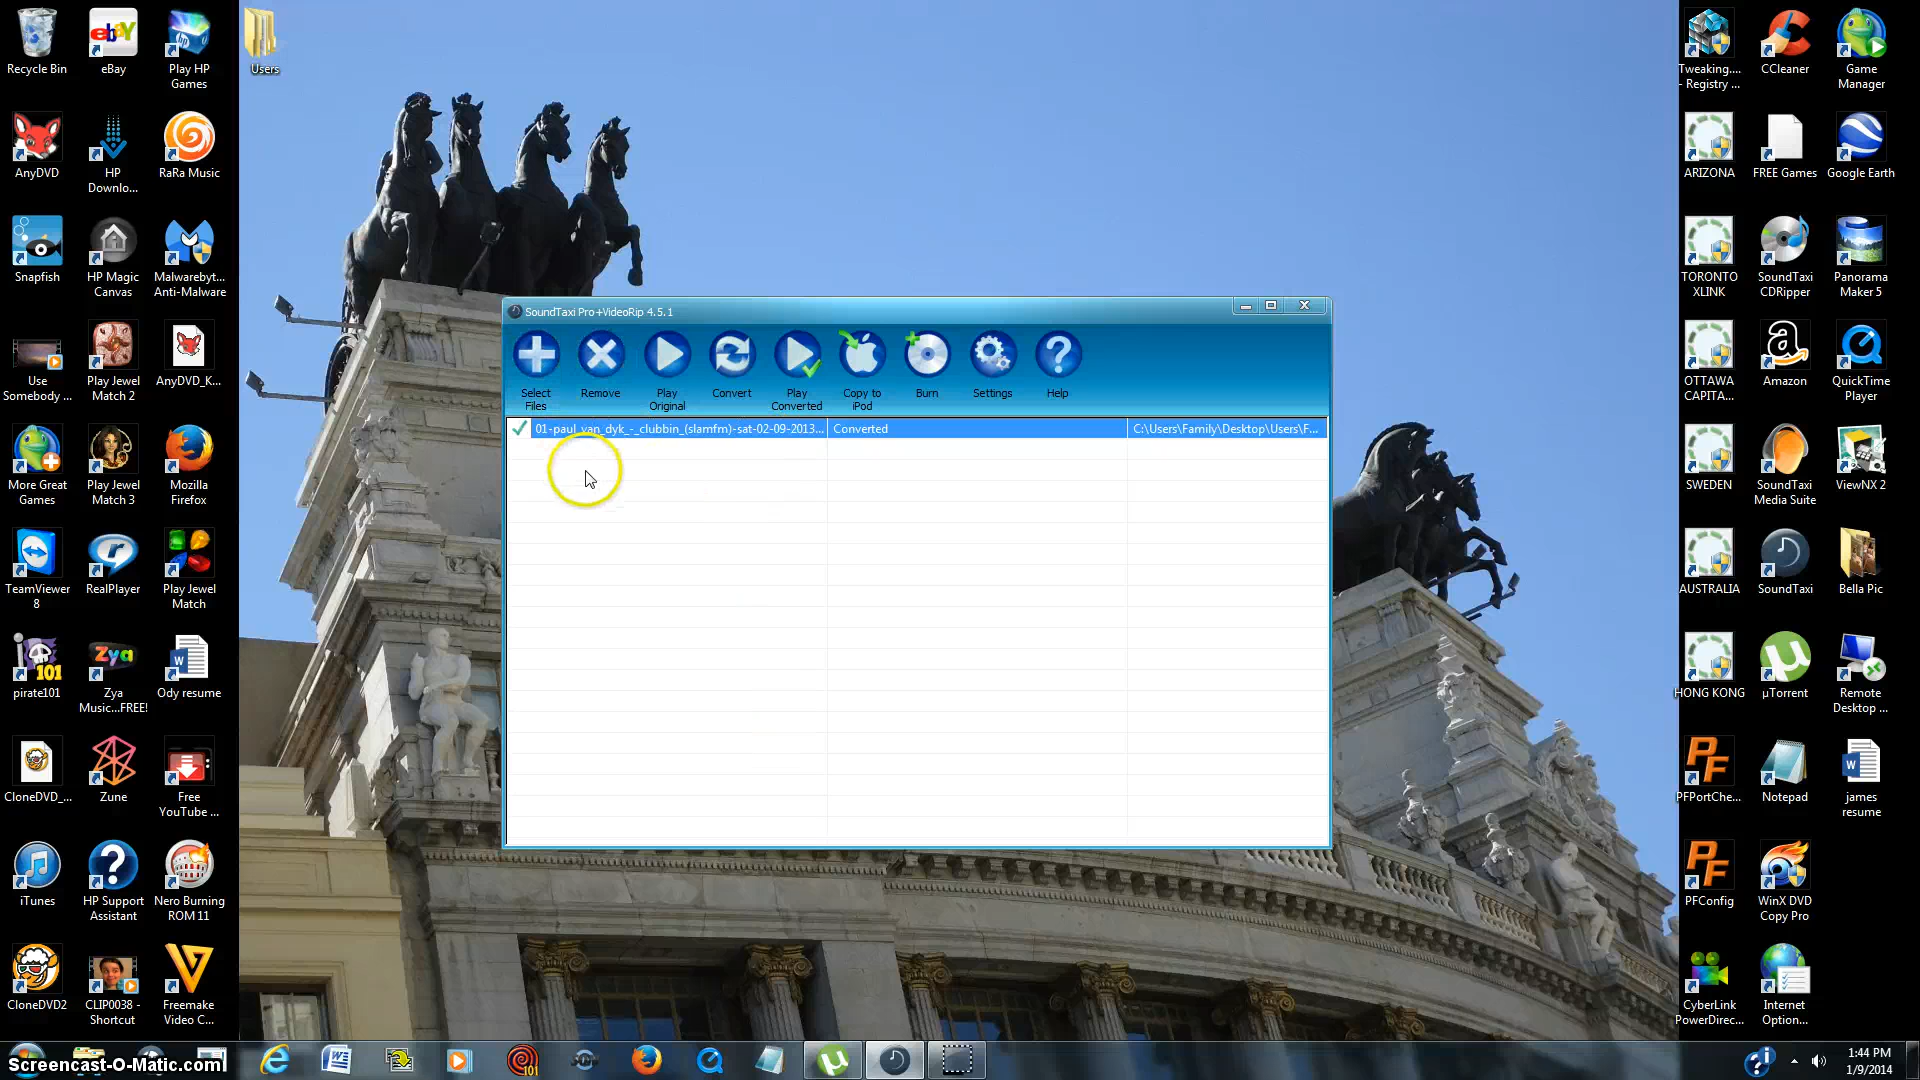 Recycle Bin
eBay
Play HP
Games
Users
AnyDVD
HP
Downlo...
RaRa Music
Snapfish
HP Magic
Canvas
Malwarebyt...
Anti-Malware
Use
Somebody ...
Play Jewel
Match 2
AnyDVD_K...
More Great
Games
Play Jewel
Match 3
Mozilla
Firefox
TeamViewer
8
RealPlayer
Play Jewel
Match
pirate101
Zya
Music...FREE!
Ody resume
CloneDVD_...
Zune
Free
YouTube ...
iTunes
HP Support
Assistant
Nero Burning
ROM 11
CloneDVD2
CLIP0038 -
Shortcut
Freemake
Video C...
SoundTaxi Pro+VideoRip 4.5.1
Select
Files
Remove
Play
Original
Convert
Play
Converted
Copy to
iPod
Burn
Settings
Help
01-paul_van_dyk_-_clubbin_(slamfm)-sat-02-09-2013...
Converted
C:\Users\Family\Desktop\Users\F...
Tweaking....
- Registry ...
CCleaner
Game
Manager
ARIZONA
FREE Games
Google Earth
TORONTO
XLINK
SoundTaxi
CDRipper
Panorama
Maker 5
OTTAWA
CAPITA...
Amazon
QuickTime
Player
SWEDEN
SoundTaxi
Media Suite
ViewNX 2
AUSTRALIA
SoundTaxi
Bella Pic
HONG KONG
µTorrent
Remote
Desktop ...
PFPortChe...
Notepad
james
resume
PFConfig
WinX DVD
Copy Pro
CyberLink
PowerDirec...
Internet
Option...
Screencast-O-Matic.com
1:44 PM
1/9/2014